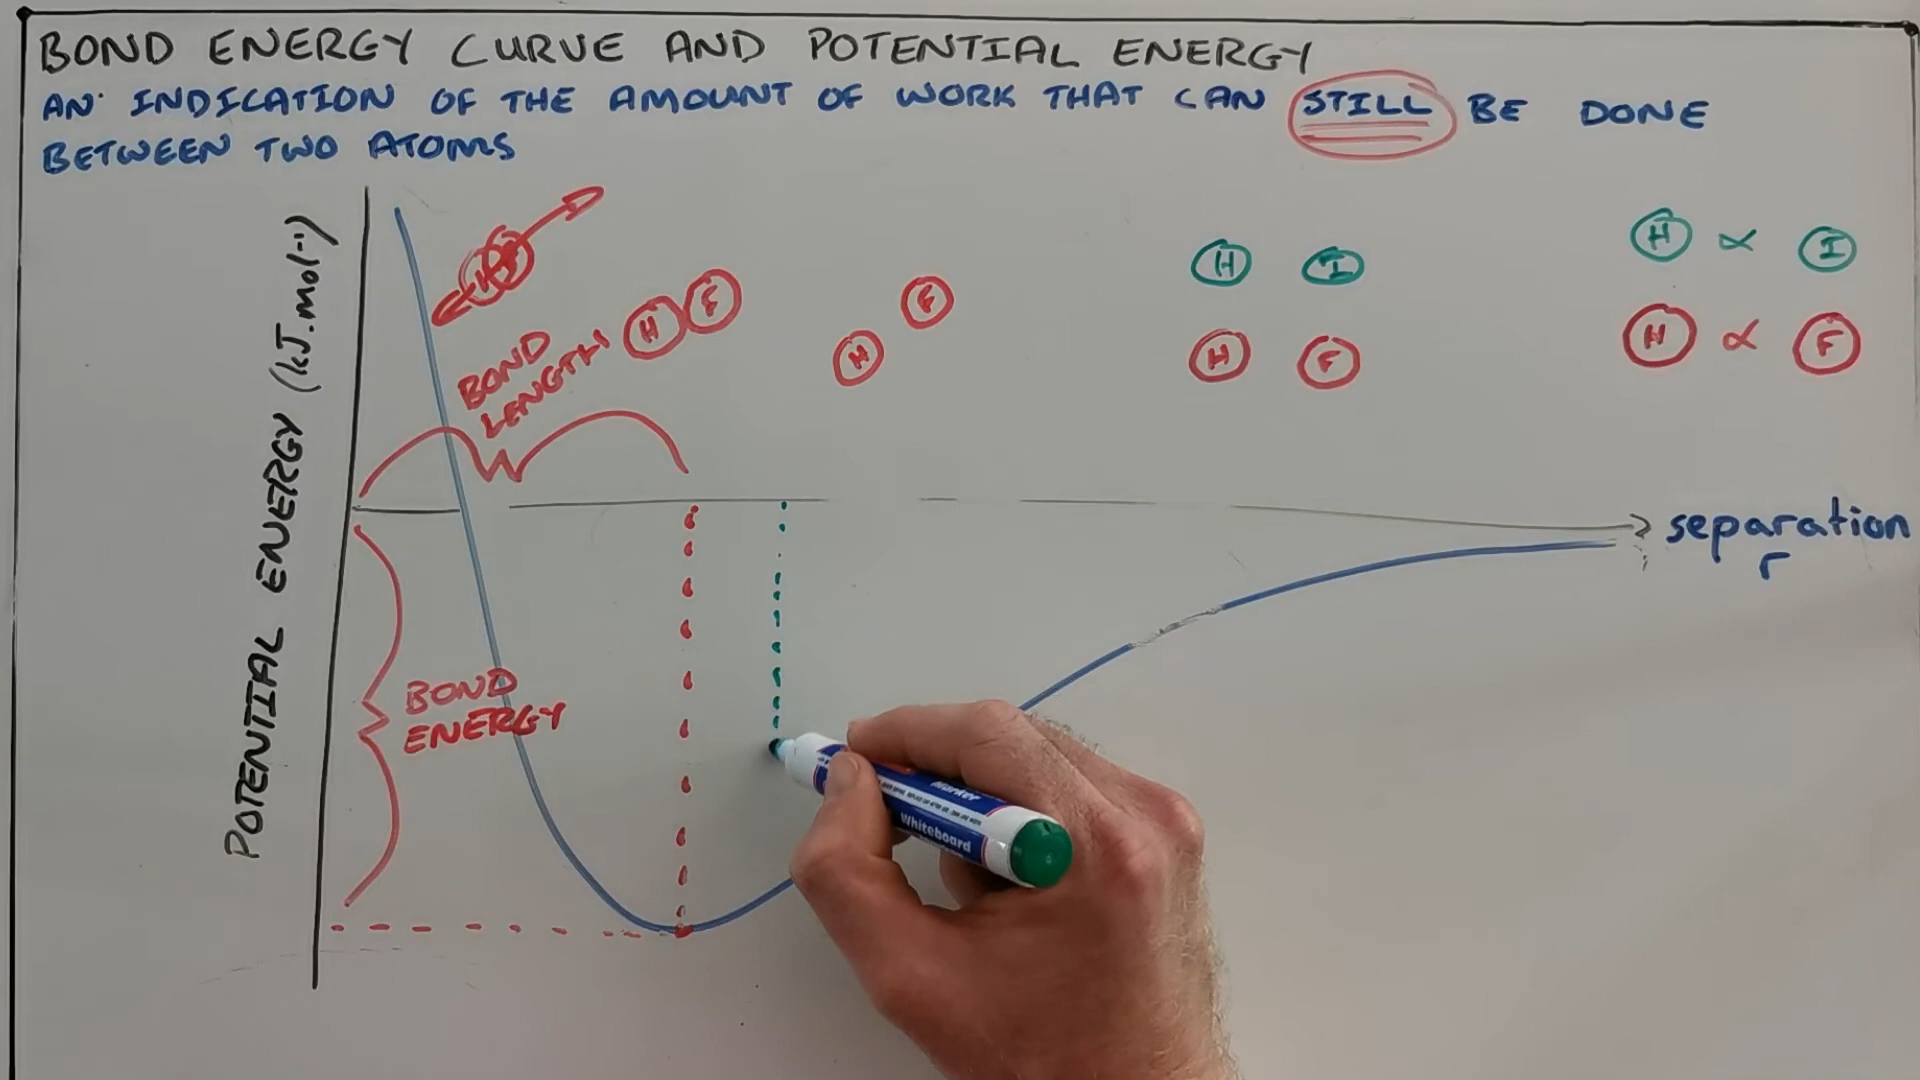 BOND ENERGY CURVE AND POTENTIAL ENERGY
AN INDICATION OF THE AMOUNT OF WORK THAT CAN STILL BE DONE
BETWEEN TWO ATOMS
POTENTIAL ENERGY (kJ.mol⁻¹)
BOND
LENGTH
H F
H F
H I
H F
H ∝ I
H ∝ F
separation
r
BOND
ENERGY
marker
Whiteboard